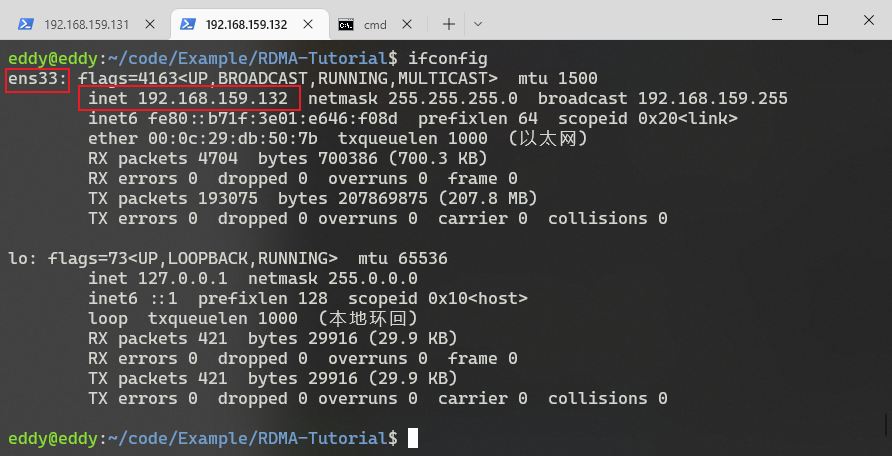 192.168.159.131
192.168.159.132
cmd
eddy@eddy:~/code/Example/RDMA-Tutorial$ ifconfig
ens33: flags=4163<UP,BROADCAST,RUNNING,MULTICAST>  mtu 1500
        inet 192.168.159.132  netmask 255.255.255.0  broadcast 192.168.159.255
        inet6 fe80::b71f:3e01:e646:f08d  prefixlen 64  scopeid 0x20<link>
        ether 00:0c:29:db:50:7b  txqueuelen 1000  (以太网)
        RX packets 4704  bytes 700386 (700.3 KB)
        RX errors 0  dropped 0  overruns 0  frame 0
        TX packets 193075  bytes 207869875 (207.8 MB)
        TX errors 0  dropped 0 overruns 0  carrier 0  collisions 0
lo: flags=73<UP,LOOPBACK,RUNNING>  mtu 65536
        inet 127.0.0.1  netmask 255.0.0.0
        inet6 ::1  prefixlen 128  scopeid 0x10<host>
        loop  txqueuelen 1000  (本地环回)
        RX packets 421  bytes 29916 (29.9 KB)
        RX errors 0  dropped 0  overruns 0  frame 0
        TX packets 421  bytes 29916 (29.9 KB)
        TX errors 0  dropped 0 overruns 0  carrier 0  collisions 0
eddy@eddy:~/code/Example/RDMA-Tutorial$